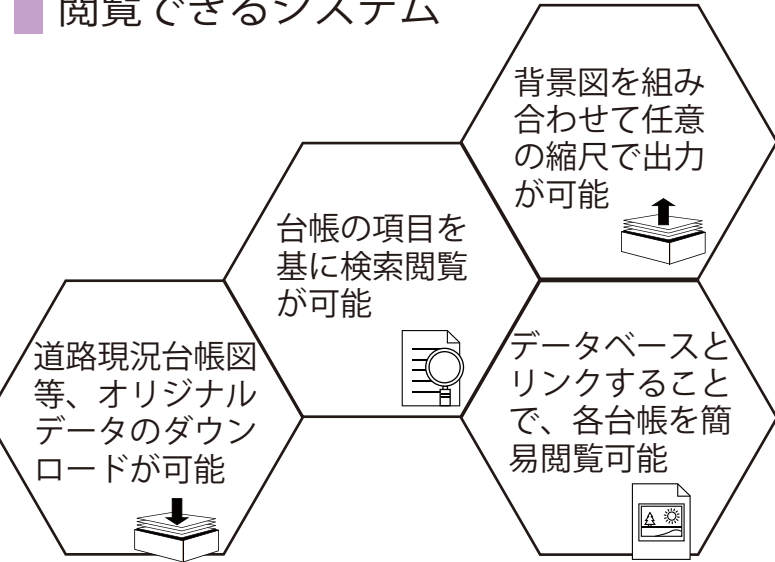 閲覧できるシステム
背景図を組み
合わせて任意
の縮尺で出力
が可能
台帳の項目を
基に検索閲覧
が可能
道路現況台帳図
等、オリジナル
データのダウン
ロードが可能
データベースと
リンクすること
で、各台帳を簡
易閲覧可能